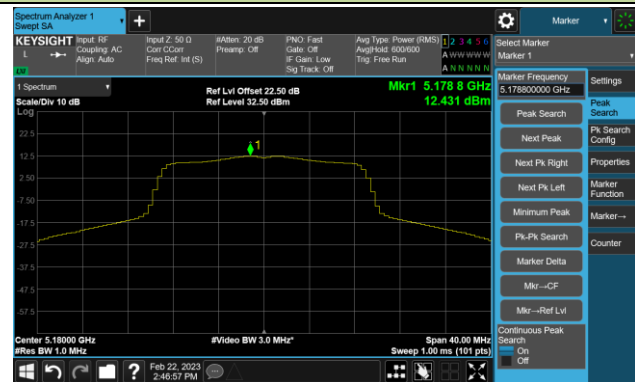 Spectrum Analyzer 1
Swept SA
Marker
KEYSIGHT
L
Input: RF
Coupling: AC
Align: Auto
Input Z: 50 Ω
Corr CCorr
Freq Ref: Int (S)
#Atten: 20 dB
Preamp: Off
PNO: Fast
Gate: Off
IF Gain: Low
Sig Track: Off
Avg Type: Power (RMS)
Avg|Hold: 600/600
Trig: Free Run
1 2 3 4 5 6
A W W W W W
A N N N N N
Select Marker
Marker 1
1 Spectrum
Scale/Div 10 dB
Log
Ref Lvl Offset 22.50 dB
Ref Level 32.50 dBm
Mkr1 5.178 8 GHz
12.431 dBm
22.5
12.5
2.50
-7.50
-17.5
-27.5
-37.5
-47.5
-57.5
1
Center 5.18000 GHz
#Res BW 1.0 MHz
#Video BW 3.0 MHz*
Span 40.00 MHz
Sweep 1.00 ms (101 pts)
Marker Frequency
5.178800000 GHz
Peak Search
Next Peak
Next Pk Right
Next Pk Left
Minimum Peak
Pk-Pk Search
Marker Delta
Mkr→CF
Mkr→Ref Lvl
Continuous Peak
Search
On
Off
Settings
Peak
Search
Pk Search
Config
Properties
Marker
Function
Marker→
Counter
Feb 22, 2023
2:46:57 PM